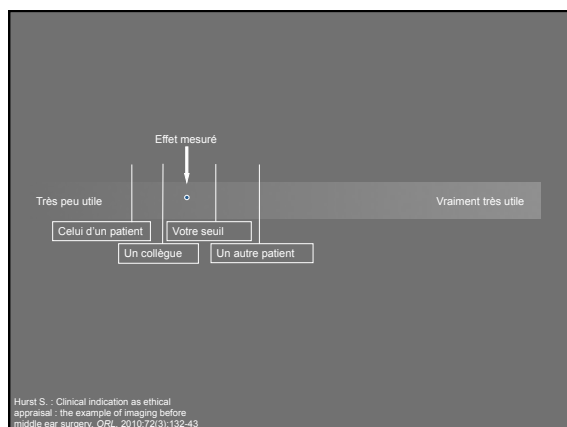 Effet mesuré
Très peu utile
Vraiment très utile
Celui d'un patient
Votre seuil
Un collègue
Un autre patient
Hurst S. : Clinical indication as ethical
appraisal : the example of imaging before
middle ear surgery. ORL. 2010;72(3):132-43